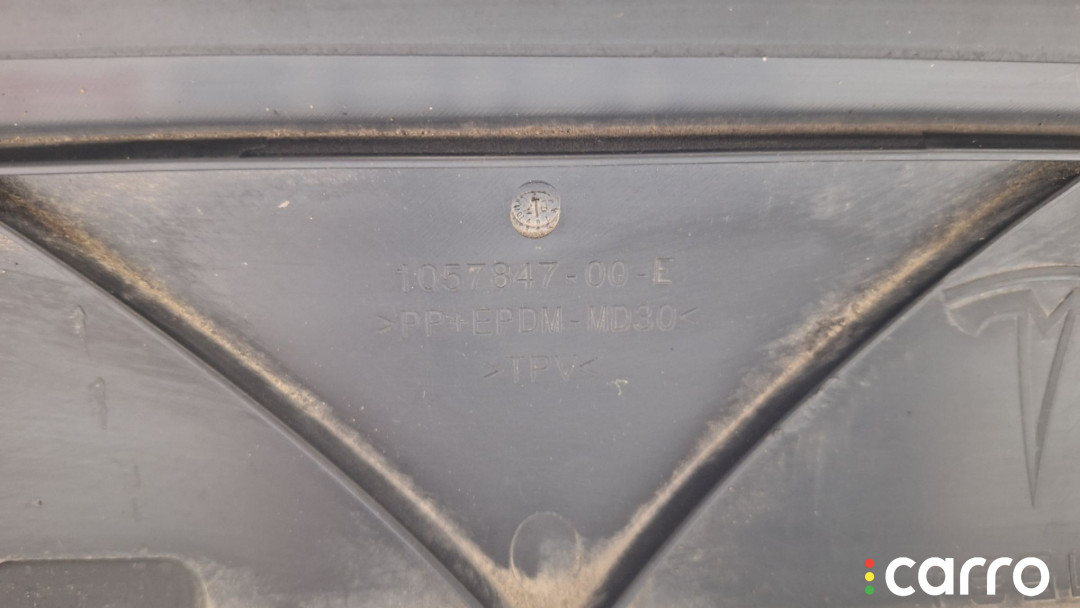 1057847-00-E
>PP+EPDM-MD30<
>TPV<
carro